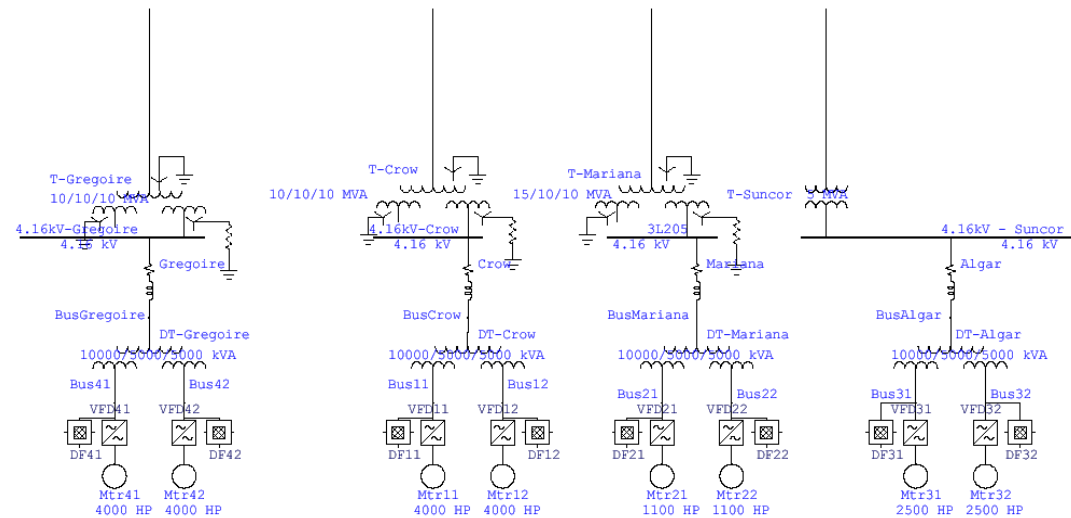 T-Gregoire
10/10/10 MVA
T-Crow
10/10/10 MVA
T-Mariana
15/10/10 MVA
T-Suncor
5 MVA
4.16kV-Gregoire
4.16 kV
4.16kV-Crow
4.16 kV
3L205
4.16 kV
4.16kV - Suncor
4.16 kV
Gregoire
Crow
Mariana
Algar
BusGregoire
BusCrow
BusMariana
BusAlgar
DT-Gregoire
10000/5000/5000 kVA
DT-Crow
10000/5000/5000 kVA
DT-Mariana
10000/5000/5000 kVA
DT-Algar
10000/5000/5000 kVA
Bus41
Bus42
Bus11
Bus12
Bus21
Bus22
Bus31
Bus32
VFD41
VFD42
VFD11
VFD12
VFD21
VFD22
VFD31
VFD32
DF41
DF42
DF11
DF12
DF21
DF22
DF31
DF32
Mtr41
4000 HP
Mtr42
4000 HP
Mtr11
4000 HP
Mtr12
4000 HP
Mtr21
1100 HP
Mtr22
1100 HP
Mtr31
2500 HP
Mtr32
2500 HP